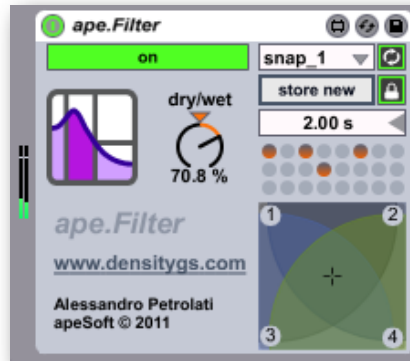 ape.Filter
on
snap_1
store new
dry/wet
2.00 s
70.8 %
ape.Filter
www.densitygs.com
Alessandro Petrolati
apeSoft © 2011
1
2
3
4